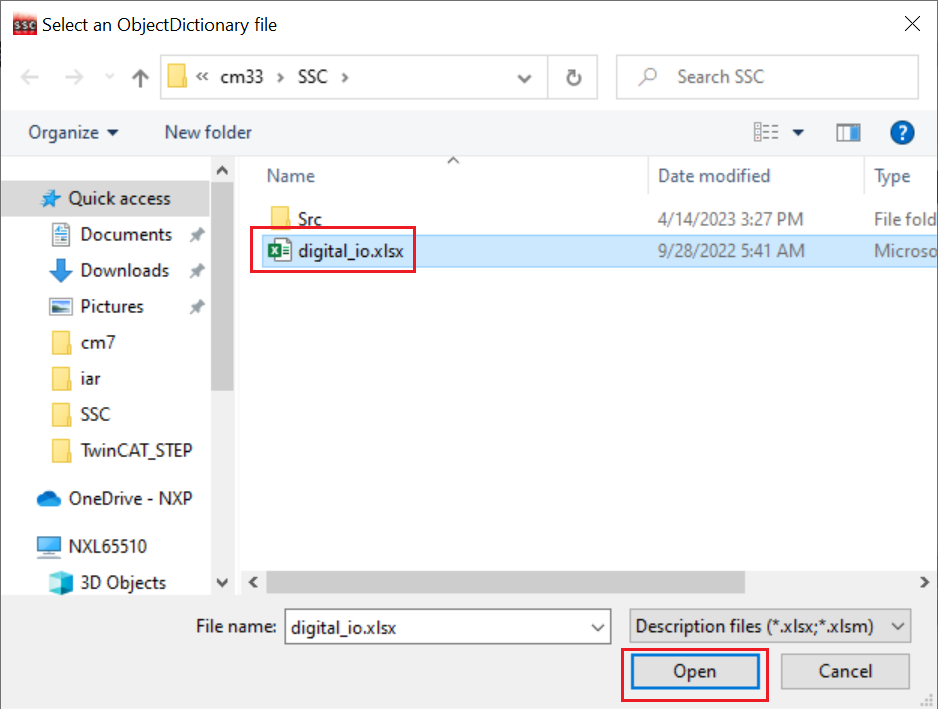 SSC Select an ObjectDictionary file
« cm33 › SSC ›
Search SSC
Organize
New folder
?
Name
Date modified
Type
Quick access
Documents
Downloads
Pictures
cm7
iar
SSC
TwinCAT_STEP
OneDrive - NXP
NXL65510
3D Objects
Src
4/14/2023 3:27 PM
File fold
digital_io.xlsx
9/28/2022 5:41 AM
Microso
File name:
digital_io.xlsx
Description files (*.xlsx;*.xlsm)
Open
Cancel